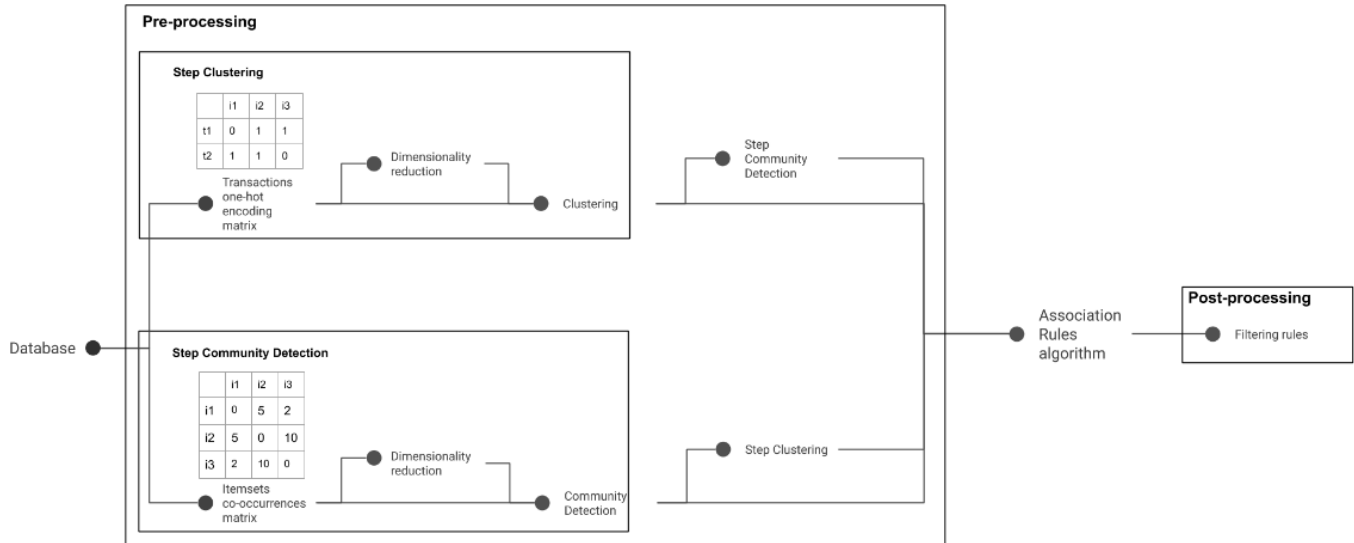 Pre-processing
Step Clustering
i1 i2 i3
t1 0 1 1
t2 1 1 0
Transactions
one-hot
encoding
matrix
Dimensionality
reduction
Clustering
Step
Community
Detection
Database
Step Community Detection
i1 i2 i3
i1 0 5 2
i2 5 0 10
i3 2 10 0
Itemsets
co-occurrences
matrix
Dimensionality
reduction
Community
Detection
Step Clustering
Association
Rules
algorithm
Post-processing
Filtering rules